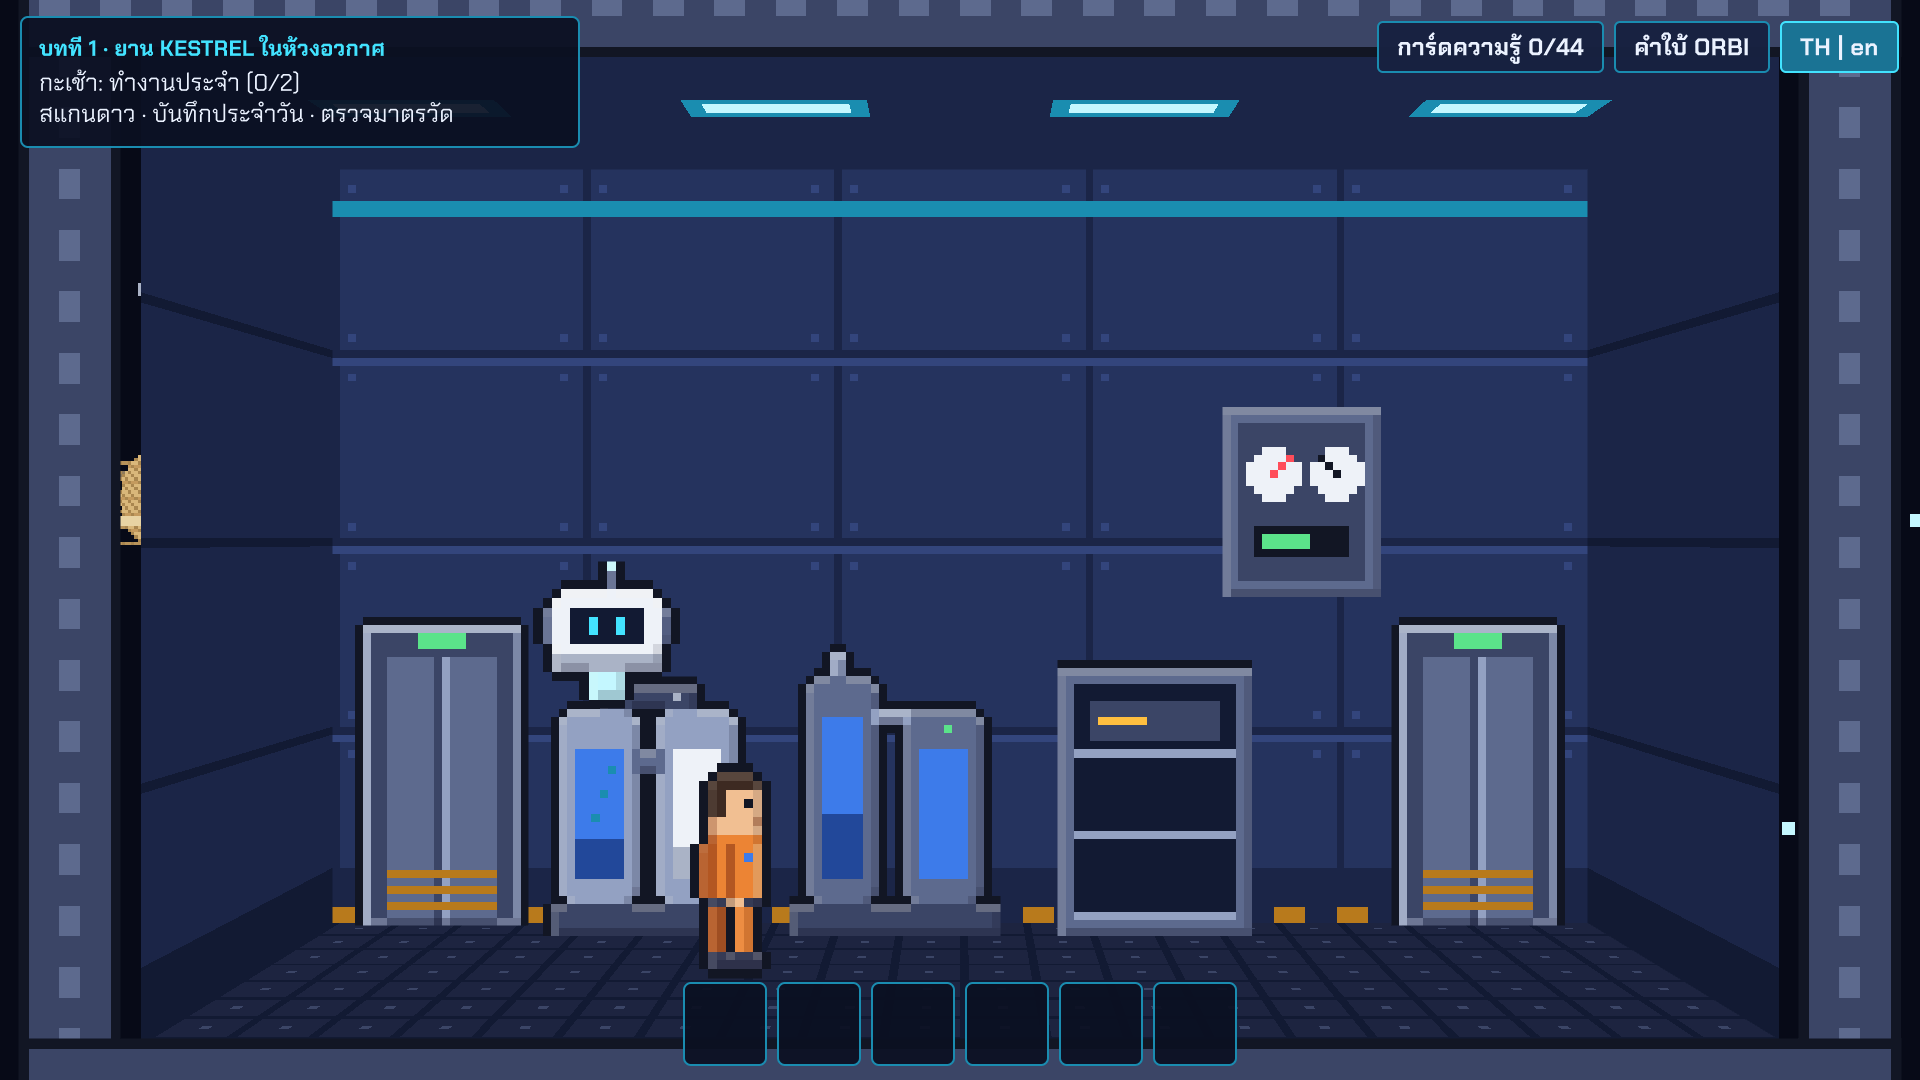 บทที่ 1 · ยาน KESTREL ในห้วงอวกาศ
กะเช้า: ทำงานประจำ (0/2)
สแกนดาว · บันทึกประจำวัน · ตรวจมาตรวัด
การ์ดความรู้ 0/44
คำใบ้ ORBI
TH | en